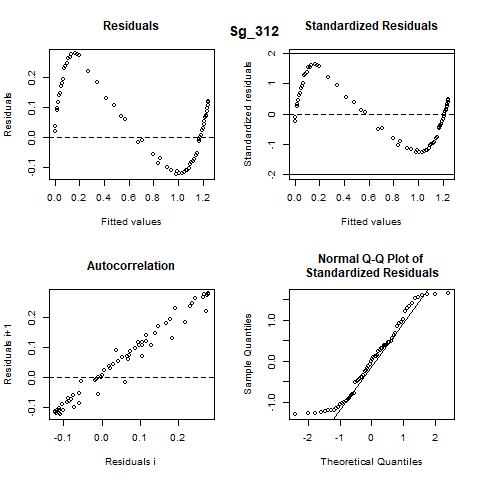 Sg_312
Residuals
Residuals
0.2
0.1
0.0
-0.1
0.0 0.2 0.4 0.6 0.8 1.0 1.2
Fitted values
Standardized Residuals
Standardized residuals
2
1
0
-1
-2
0.0 0.2 0.4 0.6 0.8 1.0 1.2
Fitted values
Autocorrelation
Residuals i+1
0.2
0.1
0.0
-0.1
-0.1 0.0 0.1 0.2
Residuals i
Normal Q-Q Plot of
Standardized Residuals
Sample Quantiles
1.0
0.0
-1.0
-2 -1 0 1 2
Theoretical Quantiles